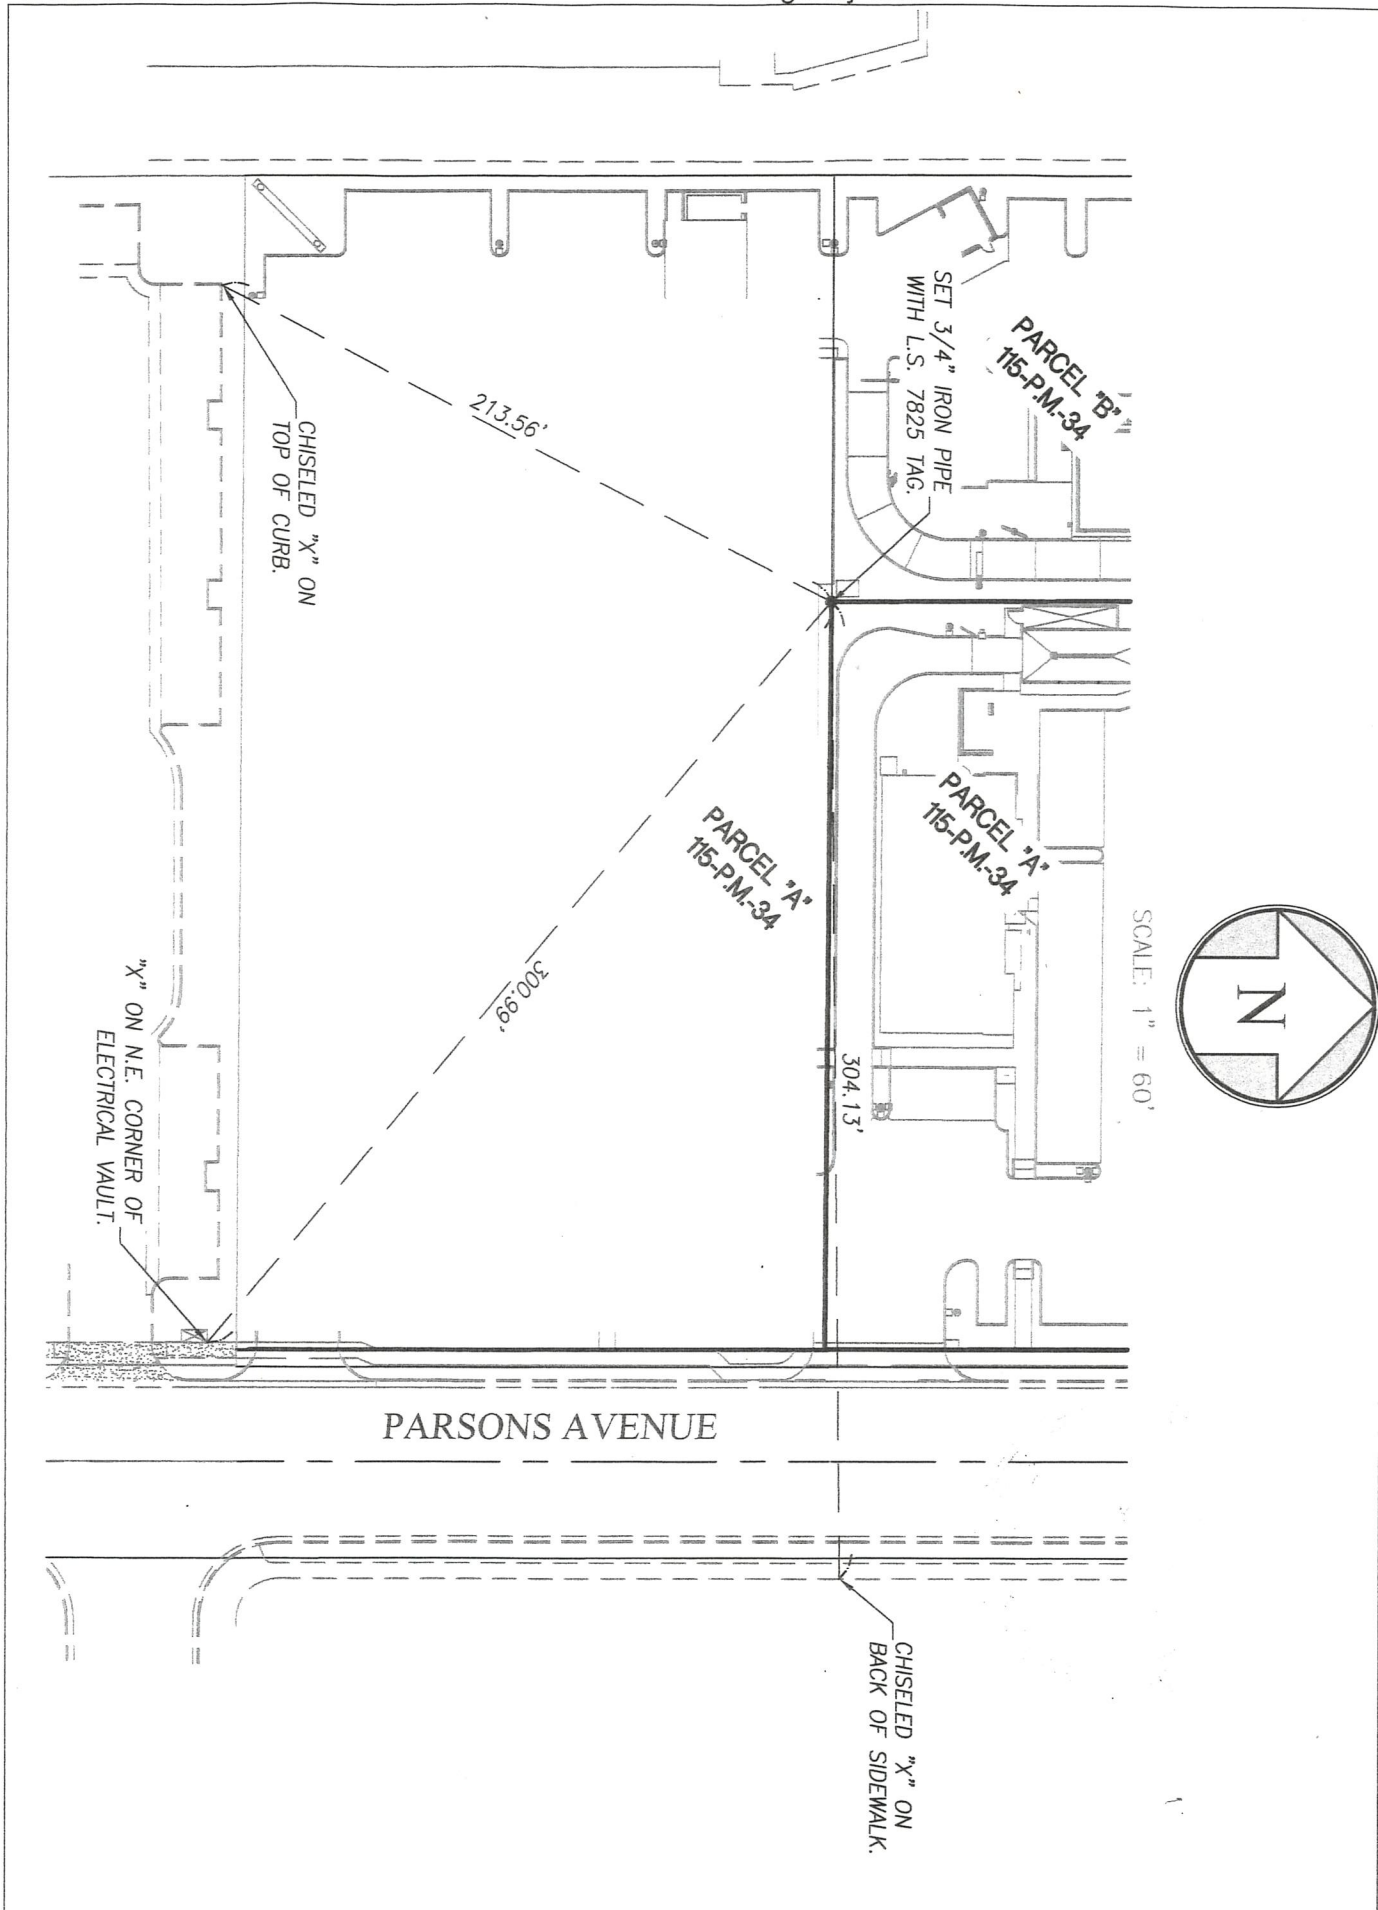 SET 3/4" IRON PIPE
WITH L.S. 7825 TAG.
PARCEL "B"
115-P.M.-34
213.56'
CHISELED "X" ON
TOP OF CURB.
PARCEL "A"
115-P.M.-34
PARCEL "A"
115-P.M.-34
SCALE: 1" = 60'
N
300.99'
304.13'
"X" ON N.E. CORNER OF
ELECTRICAL VAULT.
PARSONS AVENUE
CHISELED "X" ON
BACK OF SIDEWALK.